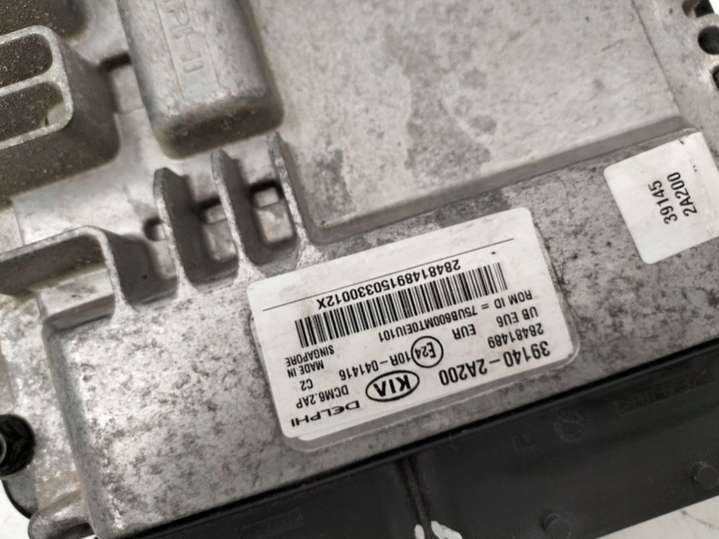 39145
2A200
39140-2A200
28481489
UB EU6 EUR
ROM ID = 75UB600MT0EIU101
DELPHI
KIA
DCM6.2AP
E24 10R-041416
C2
MADE IN
SINGAPORE
28481489150330012X